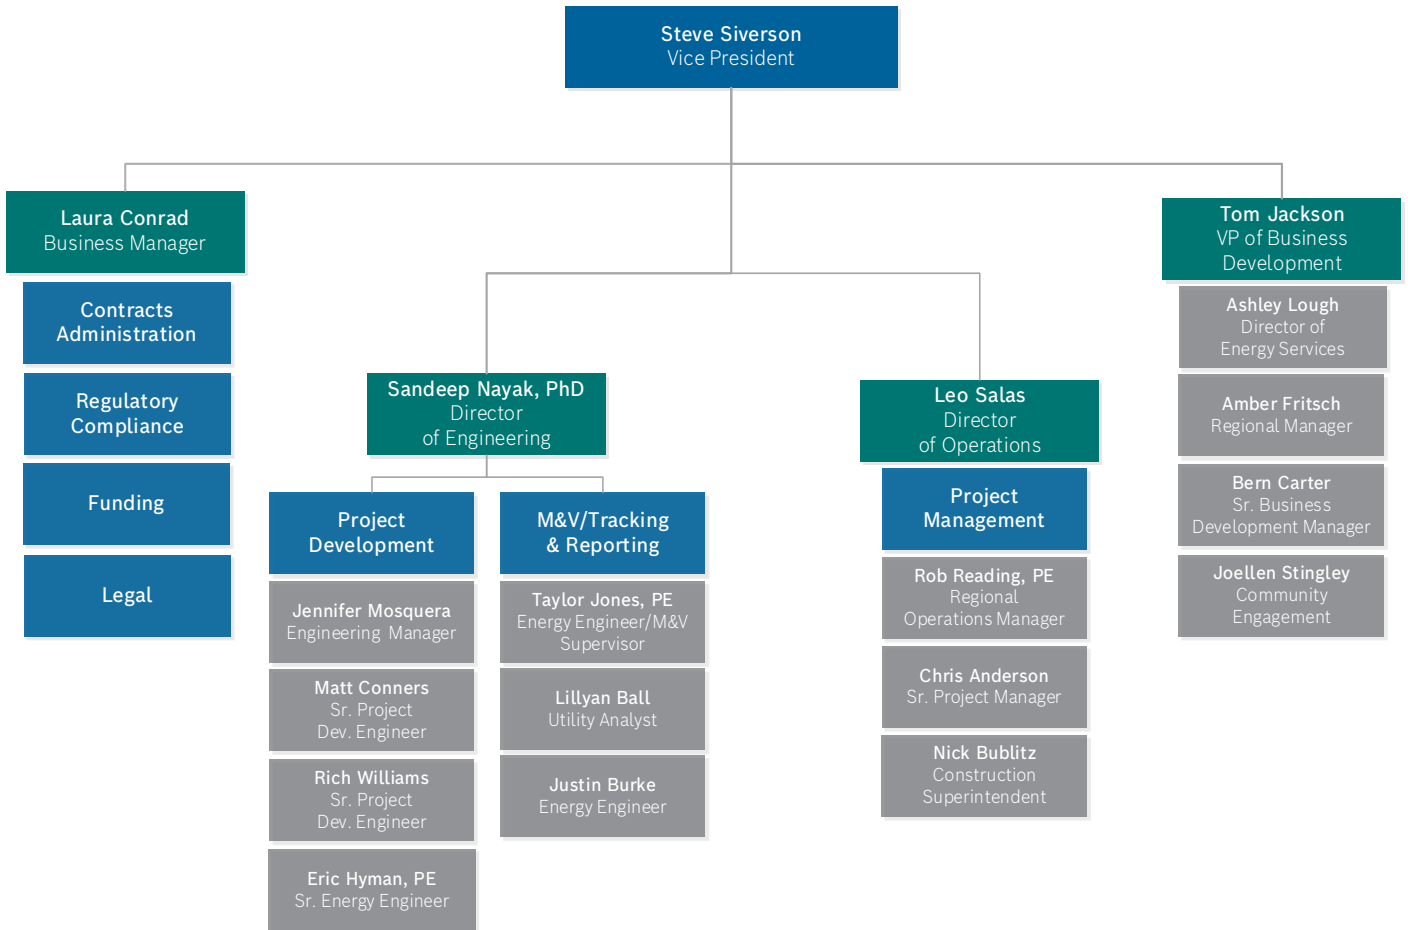 Steve Siverson
Vice President
Laura Conrad
Business Manager
Contracts
Administration
Regulatory
Compliance
Funding
Legal
Sandeep Nayak, PhD
Director
of Engineering
Project
Development
Jennifer Mosquera
Engineering Manager
Matt Conners
Sr. Project
Dev. Engineer
Rich Williams
Sr. Project
Dev. Engineer
Eric Hyman, PE
Sr. Energy Engineer
M&V/Tracking
& Reporting
Taylor Jones, PE
Energy Engineer/M&V
Supervisor
Lillyan Ball
Utility Analyst
Justin Burke
Energy Engineer
Leo Salas
Director
of Operations
Project
Management
Rob Reading, PE
Regional
Operations Manager
Chris Anderson
Sr. Project Manager
Nick Bublitz
Construction
Superintendent
Tom Jackson
VP of Business
Development
Ashley Lough
Director of
Energy Services
Amber Fritsch
Regional Manager
Bern Carter
Sr. Business
Development Manager
Joellen Stingley
Community
Engagement